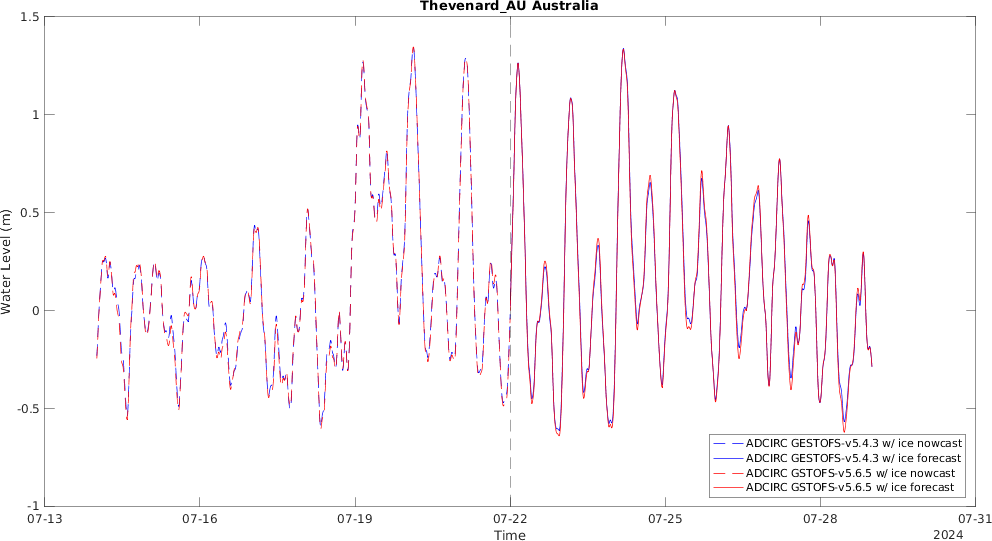 Thevenard_AU Australia
1.5
1
0.5
0
-0.5
-1
Water Level (m)
ADCIRC GESTOFS-v5.4.3 w/ ice nowcast
ADCIRC GESTOFS-v5.4.3 w/ ice forecast
ADCIRC GSTOFS-v5.6.5 w/ ice nowcast
ADCIRC GSTOFS-v5.6.5 w/ ice forecast
07-13 07-16 07-19 07-22 07-25 07-28 07-31
Time
2024